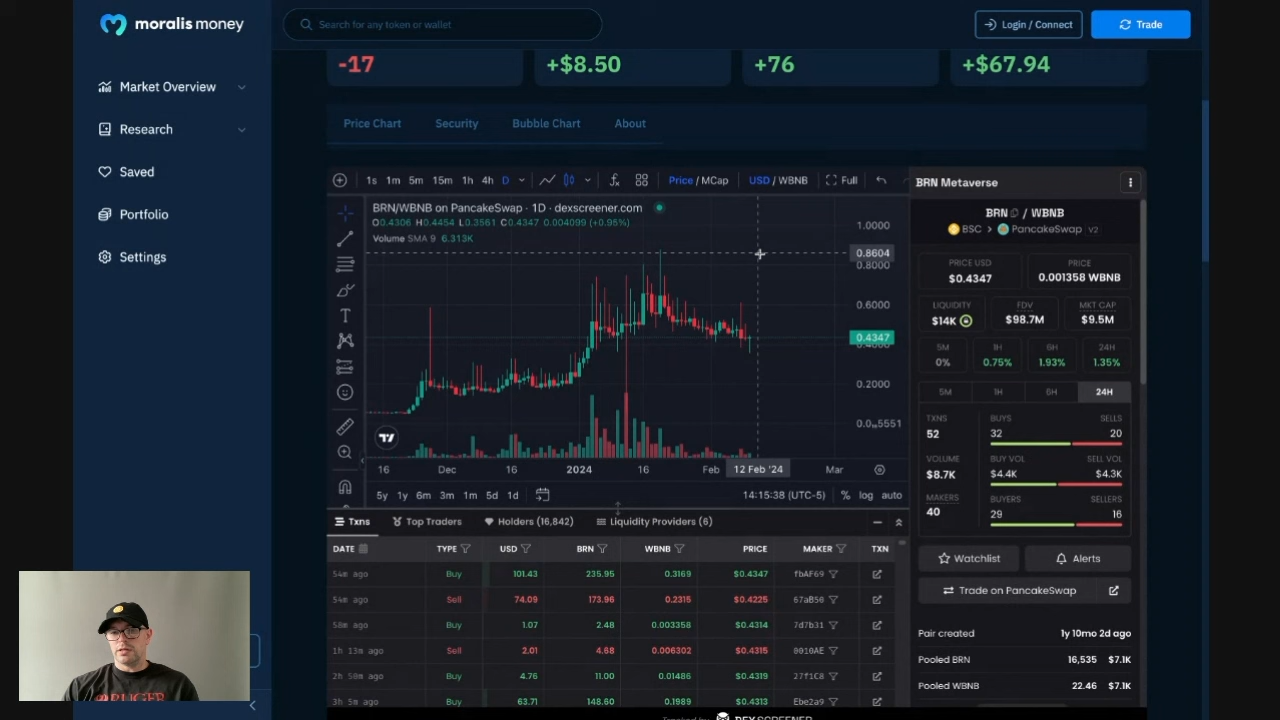 moralis money
Search for any token or wallet
Login / Connect
Trade
Market Overview
Research
Saved
Portfolio
Settings
-17
+$8.50
+76
+$67.94
Price Chart Security Bubble Chart About
1s 1m 5m 15m 1h 4h D
Price / MCap USD / WBNB Full
BRN/WBNB on PancakeSwap · 1D · dexscreener.com
O0.4306 H0.4454 L0.3561 C0.4347 0.004099 (+0.95%)
Volume SMA 9 6.313K
1.0000
0.8604
0.8000
0.6000
0.4347
0.2000
16 Dec 16 2024 16 Feb 12 Feb '24 Mar
5y 1y 6m 3m 1m 5d 1d 14:15:38 (UTC-5) % log auto
Txns Top Traders Holders (16,842) Liquidity Providers (6)
DATE TYPE USD BRN WBNB PRICE MAKER TXN
54m ago Buy 101.43 235.95 0.3169 $0.4347 fbAF69
54m ago Sell 74.09 173.96 0.2315 $0.4225 67aB50
58m ago Buy 1.07 2.48 0.003358 $0.4314 7d7b31
1h 13m ago Sell 2.01 4.68 0.006302 $0.4315 0010AE
2h 50m ago Buy 4.76 11.00 0.01486 $0.4319 27f1C8
3h 5m ago Buy 63.71 148.60 0.1989 $0.4313 Ebe2a9
DEX SCREENER
BRN Metaverse
BRN / WBNB
BSC > PancakeSwap V2
PRICE USD
$0.4347
PRICE
0.001358 WBNB
LIQUIDITY
$14K
FDV
$98.7M
MKT CAP
$9.5M
5M 1H 6H 24H
0% 0.75% 1.93% 1.35%
5M 1H 6H 24H
TXNS BUYS SELLS
52 32 20
VOLUME BUY VOL SELL VOL
$8.7K $4.4K $4.3K
MAKERS BUYERS SELLERS
40 29 16
Watchlist
Alerts
Trade on PancakeSwap
Pair created 1y 10mo 2d ago
Pooled BRN 16,535 $7.1K
Pooled WBNB 22.46 $7.1K